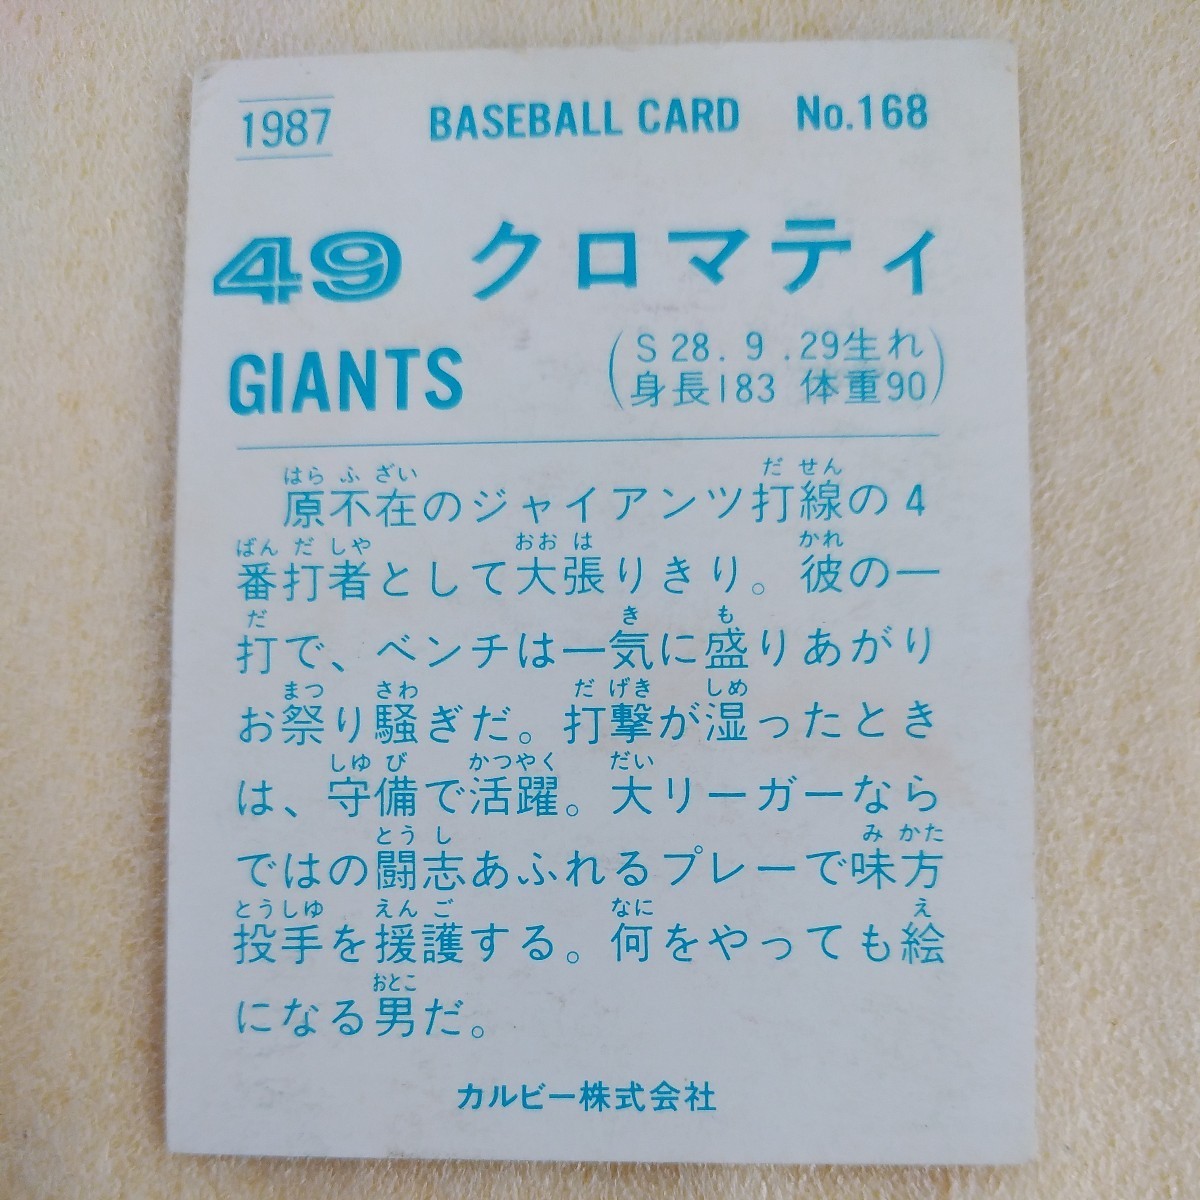 1987 BASEBALL CARD No.168
49 クロマティ
GIANTS
S28.9.29生れ
身長183 体重90
はら ふ ざい だ せん
原不在のジャイアンツ打線の4
ばん だ しや おお は かれ
番打者として大張りきり。彼の一
だ き も
打で、ベンチは一気に盛りあがり
まつ さわ だ げき しめ
お祭り騒ぎだ。打撃が湿ったとき
しゆ び かつやく だい
は、守備で活躍。大リーガーなら
とう し み かた
ではの闘志あふれるプレーで味方
とうしゆ えん ご なに え
投手を援護する。何をやっても絵
おとこ
になる男だ。
カルビー株式会社